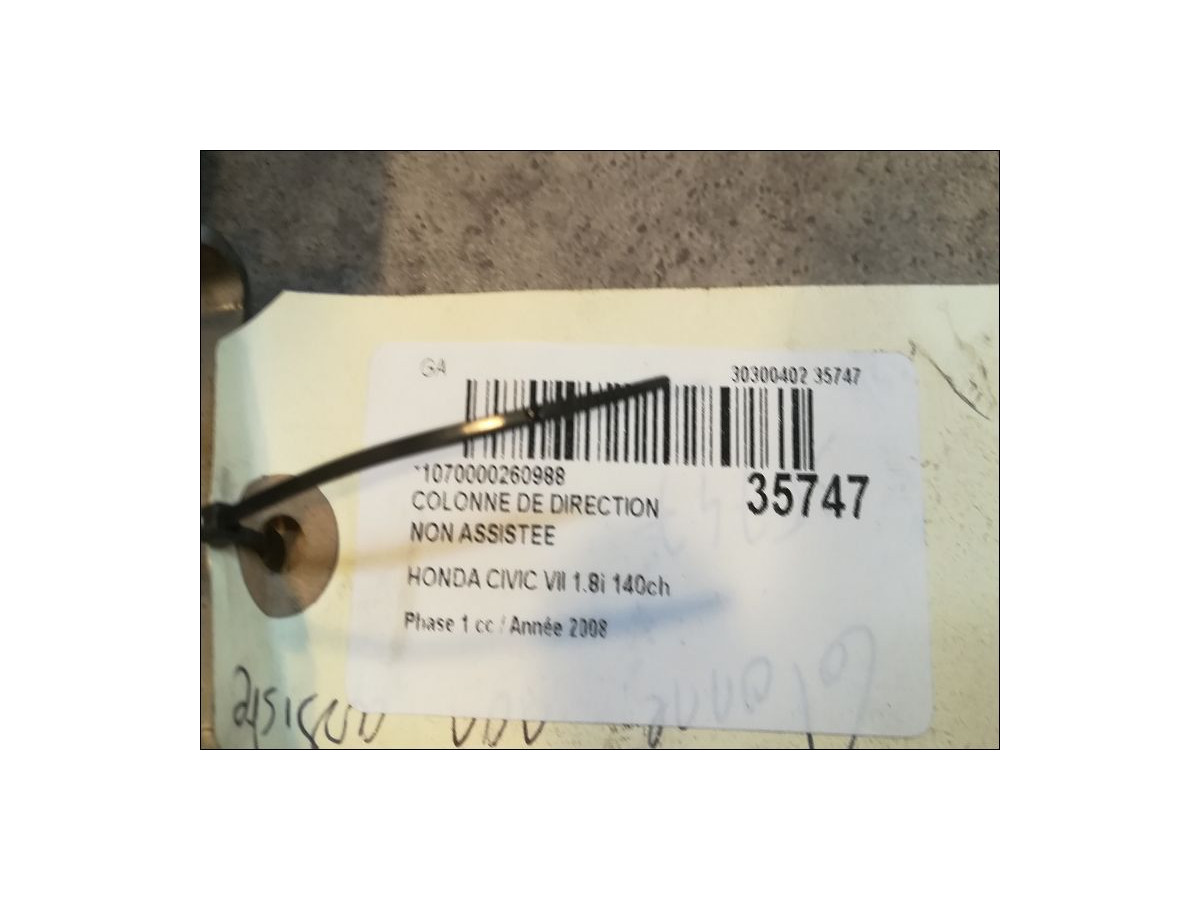 GA 30300402 35747
*1070000260988
COLONNE DE DIRECTION 35747
NON ASSISTEE
HONDA CIVIC VII 1.8i 140ch
Phase 1 cc / Année 2008